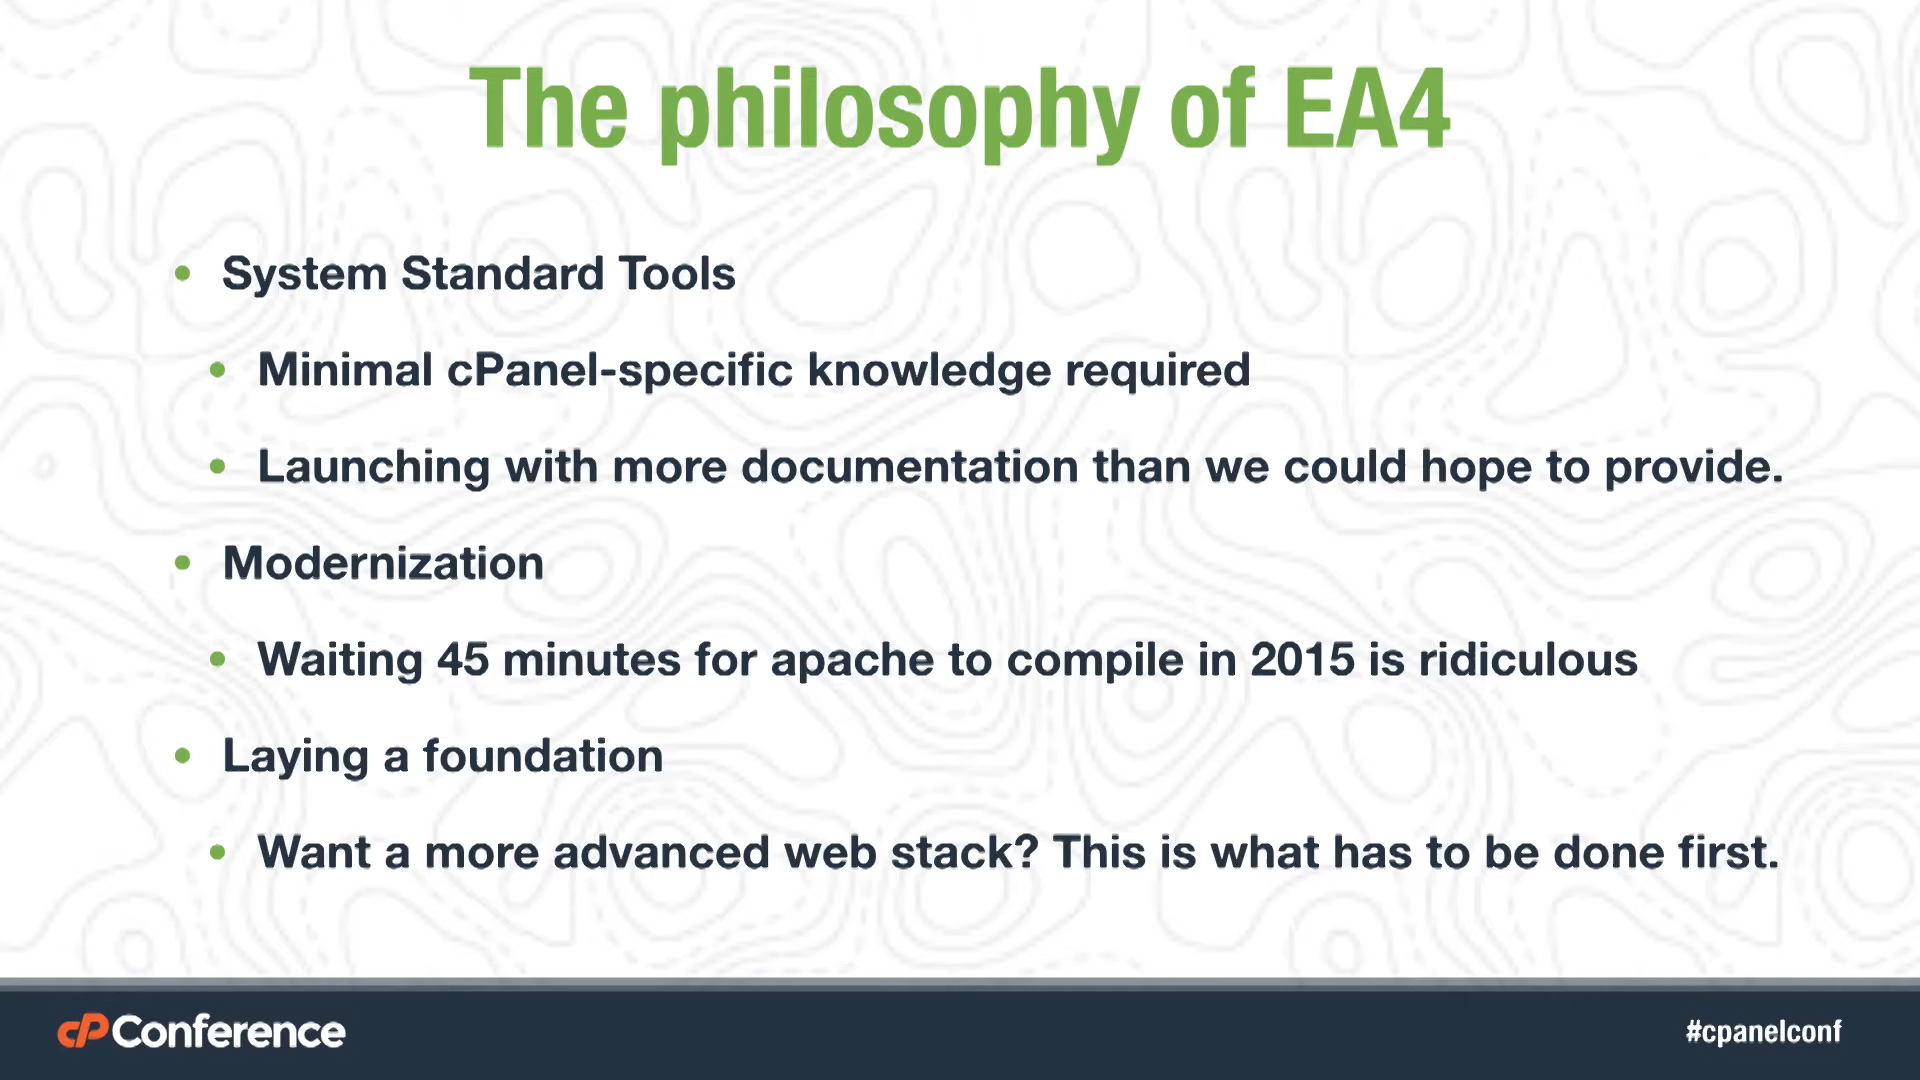 The philosophy of EA4
• System Standard Tools
• Minimal cPanel-specific knowledge required
• Launching with more documentation than we could hope to provide.
• Modernization
• Waiting 45 minutes for apache to compile in 2015 is ridiculous
• Laying a foundation
• Want a more advanced web stack? This is what has to be done first.
cPConference
#cpanelconf